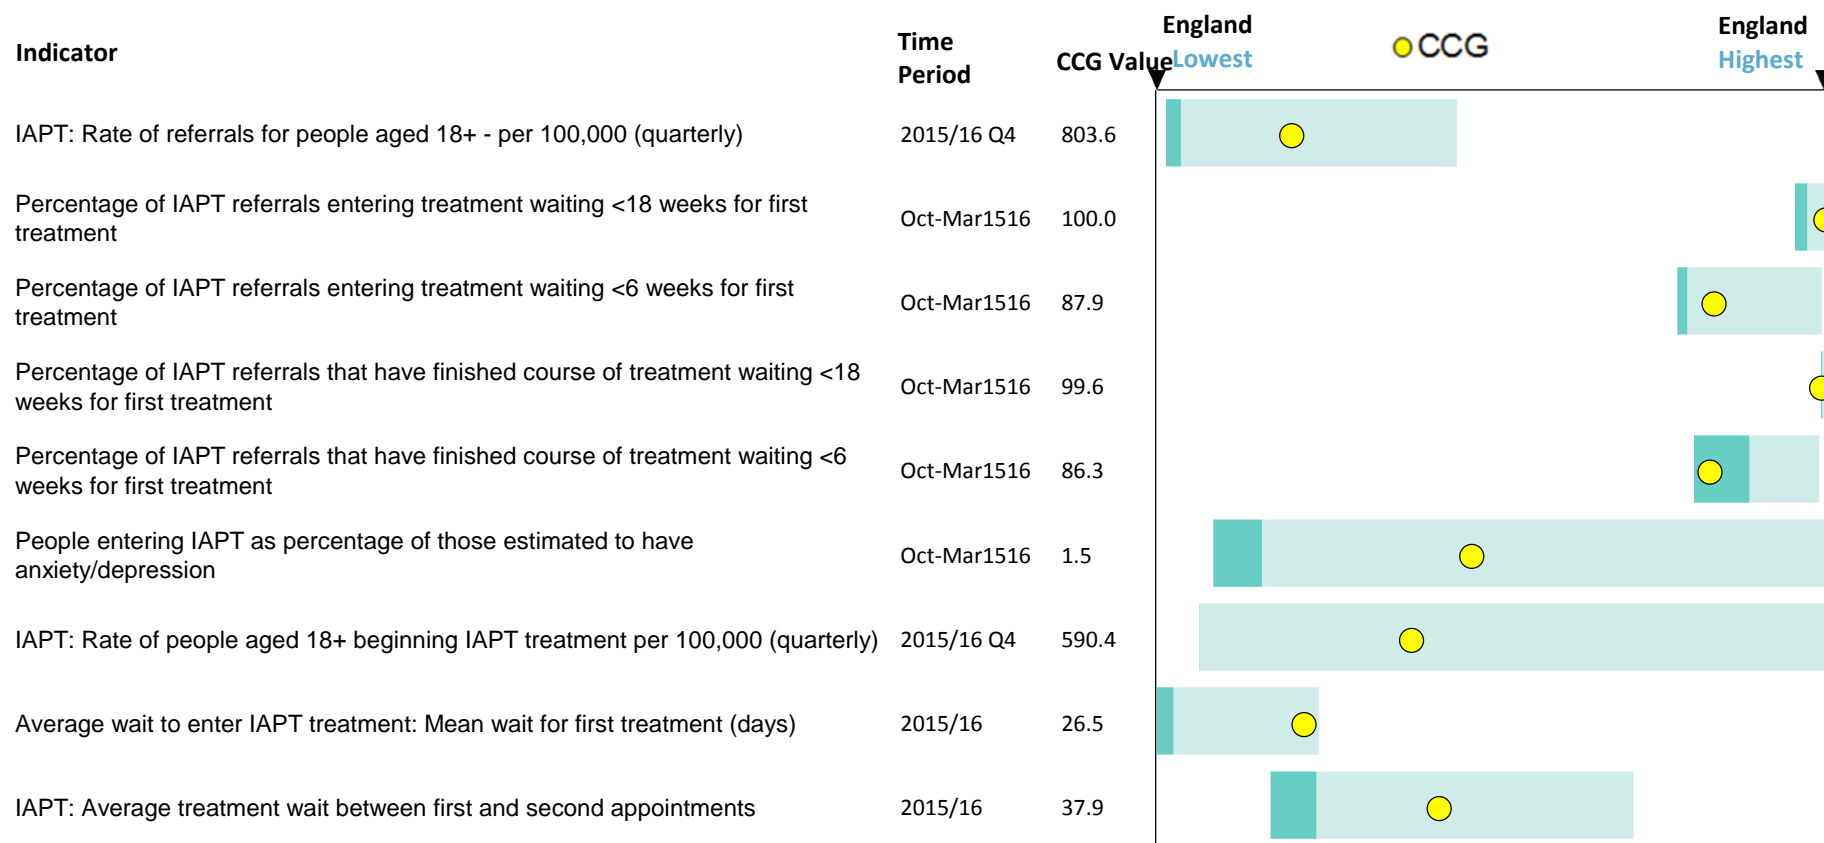 Indicator
Time Period
CCG Value
England Lowest
CCG
England Highest
IAPT: Rate of referrals for people aged 18+ - per 100,000 (quarterly) 2015/16 Q4 803.6
Percentage of IAPT referrals entering treatment waiting <18 weeks for first
treatment
Oct-Mar1516 100.0
Percentage of IAPT referrals entering treatment waiting <6 weeks for first
treatment
Oct-Mar1516 87.9
Percentage of IAPT referrals that have finished course of treatment waiting <18
weeks for first treatment
Oct-Mar1516 99.6
Percentage of IAPT referrals that have finished course of treatment waiting <6
weeks for first treatment
Oct-Mar1516 86.3
People entering IAPT as percentage of those estimated to have
anxiety/depression
Oct-Mar1516 1.5
IAPT: Rate of people aged 18+ beginning IAPT treatment per 100,000 (quarterly) 2015/16 Q4 590.4
Average wait to enter IAPT treatment: Mean wait for first treatment (days) 2015/16 26.5
IAPT: Average treatment wait between first and second appointments 2015/16 37.9